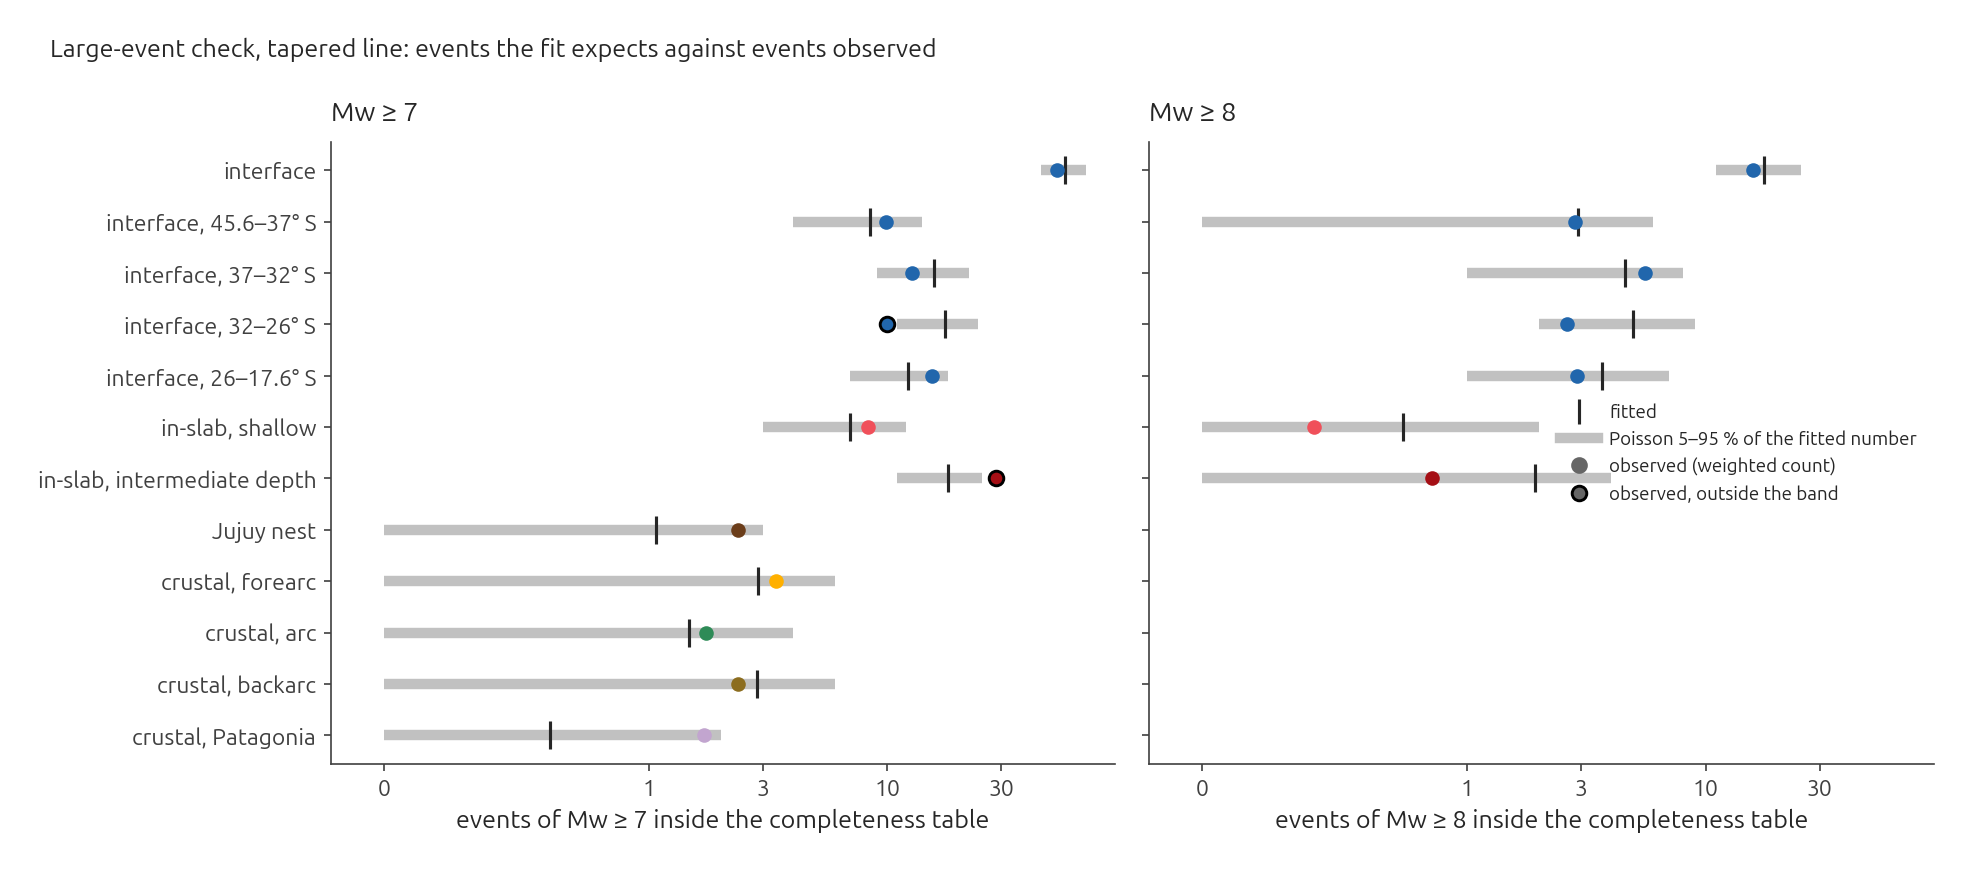 Large-event check, tapered line: events the fit expects against events observed
Mw ≥ 7
Mw ≥ 8
interface
interface, 45.6–37° S
interface, 37–32° S
interface, 32–26° S
interface, 26–17.6° S
in-slab, shallow
in-slab, intermediate depth
Jujuy nest
crustal, forearc
crustal, arc
crustal, backarc
crustal, Patagonia
fitted
Poisson 5–95 % of the fitted number
observed (weighted count)
observed, outside the band
0 1 3 10 30
0 1 3 10 30
events of Mw ≥ 7 inside the completeness table
events of Mw ≥ 8 inside the completeness table